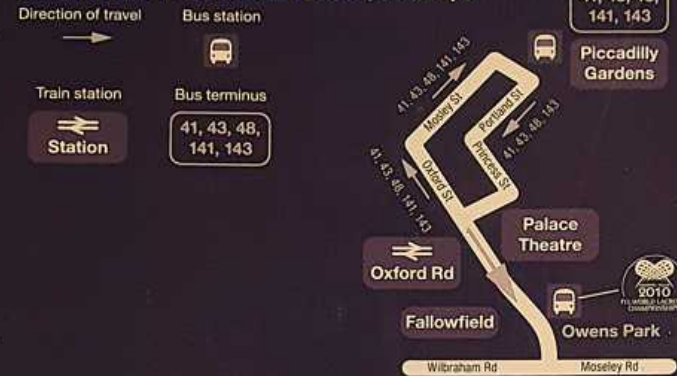 Direction of travel
Bus station
Train station
Bus terminus
Station
41, 43, 48,
141, 143
141, 143
Piccadilly
Gardens
41, 43, 48, 141, 143
Mosley St
Portland St
41, 43, 48, 143
Princess St
41, 43, 48, 141, 143
Oxford St
Palace
Theatre
Oxford Rd
2010
Fallowfield
Owens Park
Wilbraham Rd
Moseley Rd